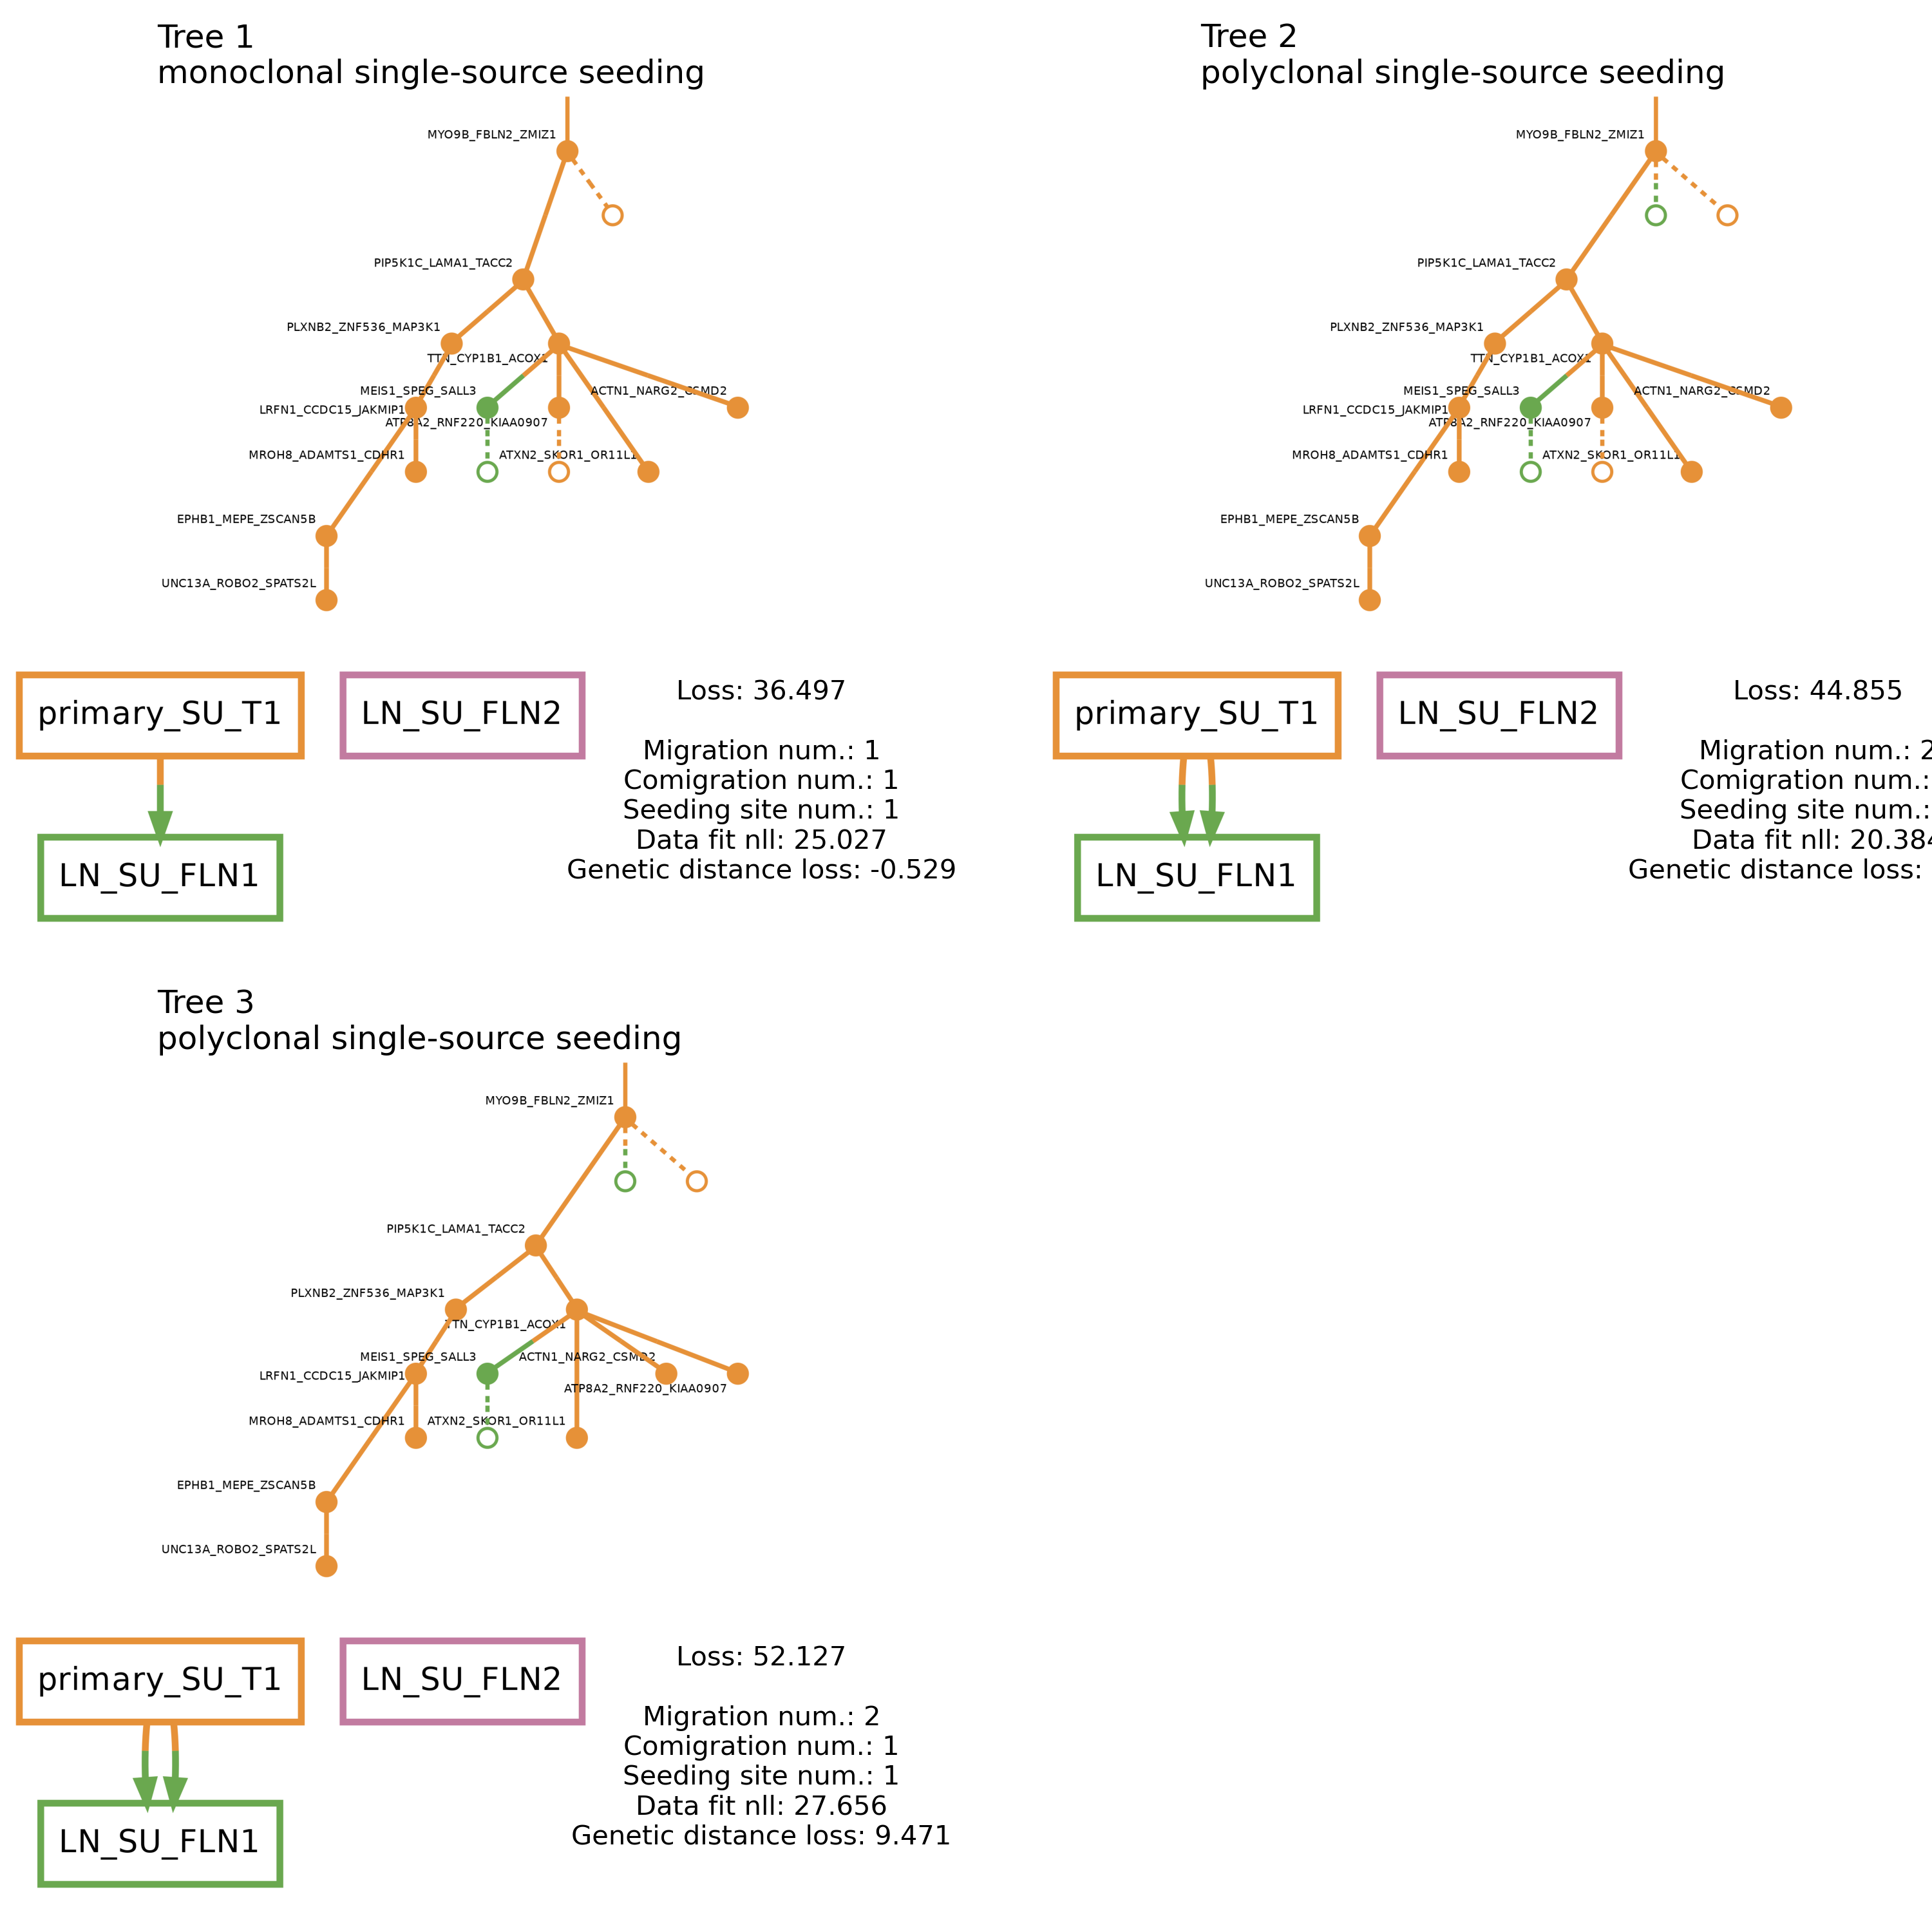 Tree 1
monoclonal single-source seeding
MYO9B_FBLN2_ZMIZ1
PIP5K1C_LAMA1_TACC2
PLXNB2_ZNF536_MAP3K1
TTN_CYP1B1_ACOX1
MEIS1_SPEG_SALL3
ACTN1_NARG2_CSMD2
LRFN1_CCDC15_JAKMIP1
ATP8A2_RNF220_KIAA0907
MROH8_ADAMTS1_CDHR1
ATXN2_SKOR1_OR11L1
EPHB1_MEPE_ZSCAN5B
UNC13A_ROBO2_SPATS2L
primary_SU_T1
LN_SU_FLN2
LN_SU_FLN1
Loss: 36.497
Migration num.: 1
Comigration num.: 1
Seeding site num.: 1
Data fit nll: 25.027
Genetic distance loss: -0.529
Tree 2
polyclonal single-source seeding
MYO9B_FBLN2_ZMIZ1
PIP5K1C_LAMA1_TACC2
PLXNB2_ZNF536_MAP3K1
TTN_CYP1B1_ACOX1
MEIS1_SPEG_SALL3
ACTN1_NARG2_CSMD2
LRFN1_CCDC15_JAKMIP1
ATP8A2_RNF220_KIAA0907
MROH8_ADAMTS1_CDHR1
ATXN2_SKOR1_OR11L1
EPHB1_MEPE_ZSCAN5B
UNC13A_ROBO2_SPATS2L
primary_SU_T1
LN_SU_FLN2
LN_SU_FLN1
Loss: 44.855
Migration num.: 2
Comigration num.:
Seeding site num.:
Data fit nll: 20.384
Genetic distance loss:
Tree 3
polyclonal single-source seeding
MYO9B_FBLN2_ZMIZ1
PIP5K1C_LAMA1_TACC2
PLXNB2_ZNF536_MAP3K1
TTN_CYP1B1_ACOX1
MEIS1_SPEG_SALL3
ACTN1_NARG2_CSMD2
LRFN1_CCDC15_JAKMIP1
ATP8A2_RNF220_KIAA0907
MROH8_ADAMTS1_CDHR1
ATXN2_SKOR1_OR11L1
EPHB1_MEPE_ZSCAN5B
UNC13A_ROBO2_SPATS2L
primary_SU_T1
LN_SU_FLN2
LN_SU_FLN1
Loss: 52.127
Migration num.: 2
Comigration num.: 1
Seeding site num.: 1
Data fit nll: 27.656
Genetic distance loss: 9.471